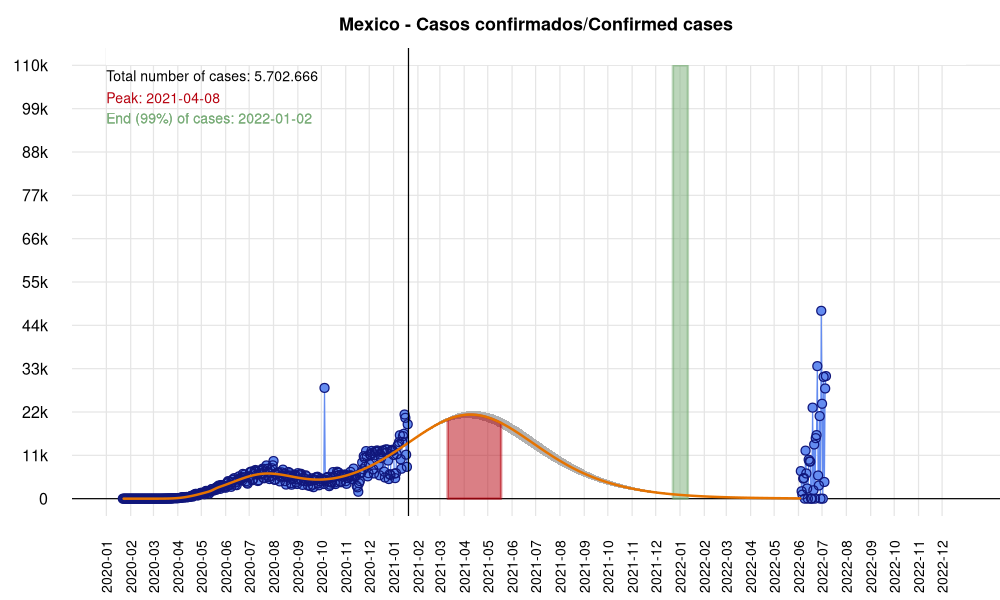 Mexico - Casos confirmados/Confirmed cases
Total number of cases: 5.702.666
Peak: 2021-04-08
End (99%) of cases: 2022-01-02
110k
99k
88k
77k
66k
55k
44k
33k
22k
11k
0
2020-01
2020-02
2020-03
2020-04
2020-05
2020-06
2020-07
2020-08
2020-09
2020-10
2020-11
2020-12
2021-01
2021-02
2021-03
2021-04
2021-05
2021-06
2021-07
2021-08
2021-09
2021-10
2021-11
2021-12
2022-01
2022-02
2022-03
2022-04
2022-05
2022-06
2022-07
2022-08
2022-09
2022-10
2022-11
2022-12